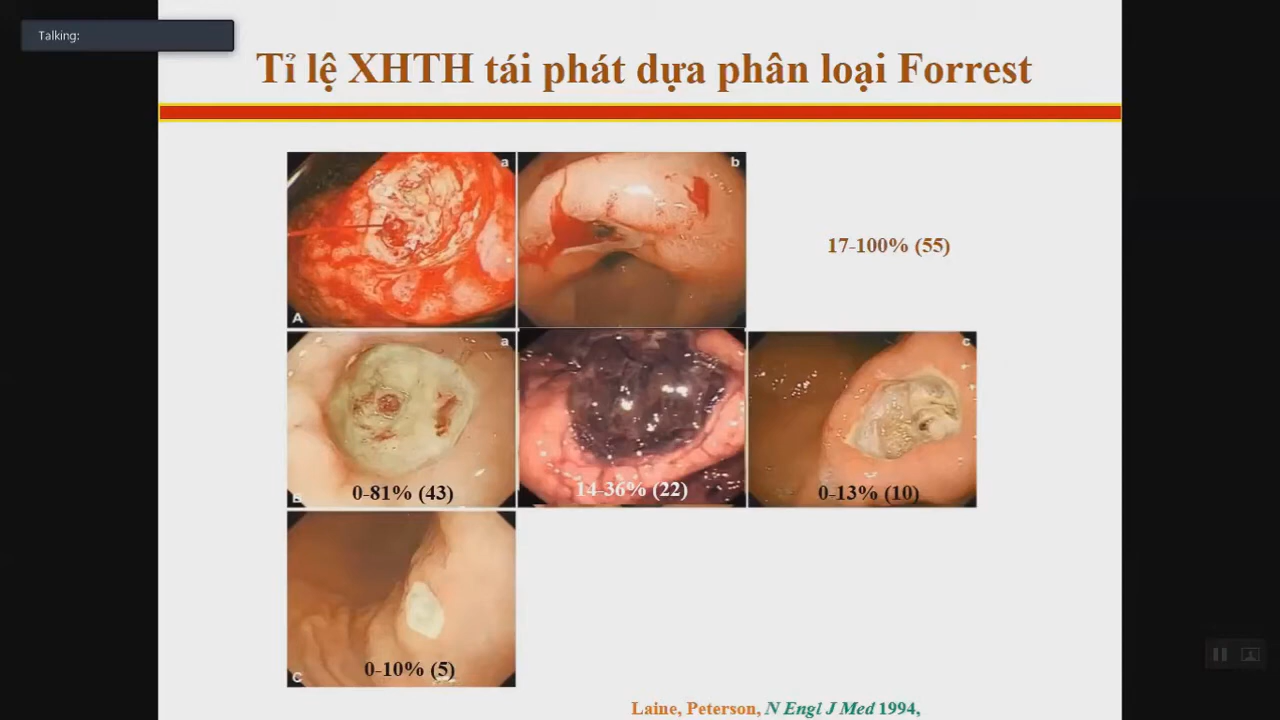 Talking:
Tỉ lệ XHTH tái phát dựa phân loại Forrest
a
b
A
17-100% (55)
a
c
0-81% (43)
14-36% (22)
0-13% (10)
C
0-10% (5)
Laine, Peterson, N Engl J Med 1994,